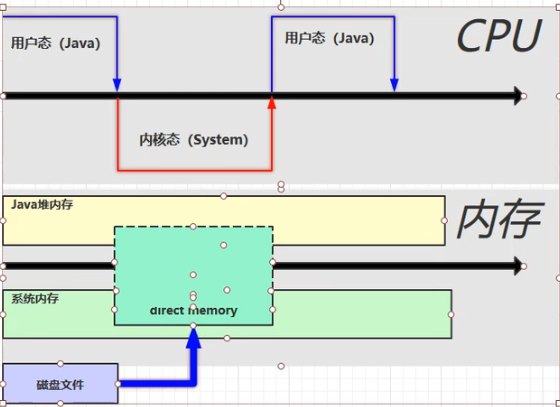 用户态（Java）
用户态（Java）
CPU
内核态（System）
Java堆内存
内存
系统内存
direct memory
磁盘文件